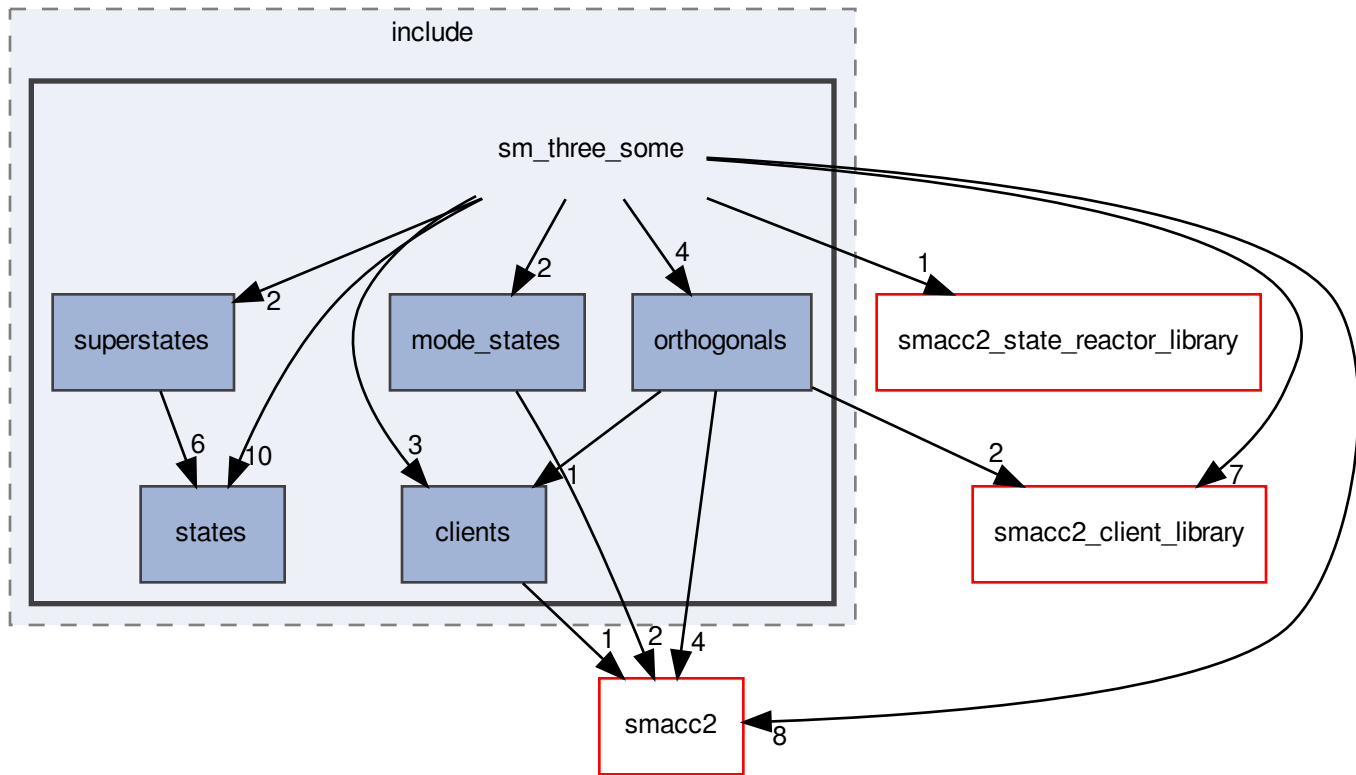 include
sm_three_some
4
2
1
2
superstates
mode_states
orthogonals
smacc2_state_reactor_library
6
10
3
1
2
7
states
clients
smacc2_client_library
1
2
4
smacc2
8